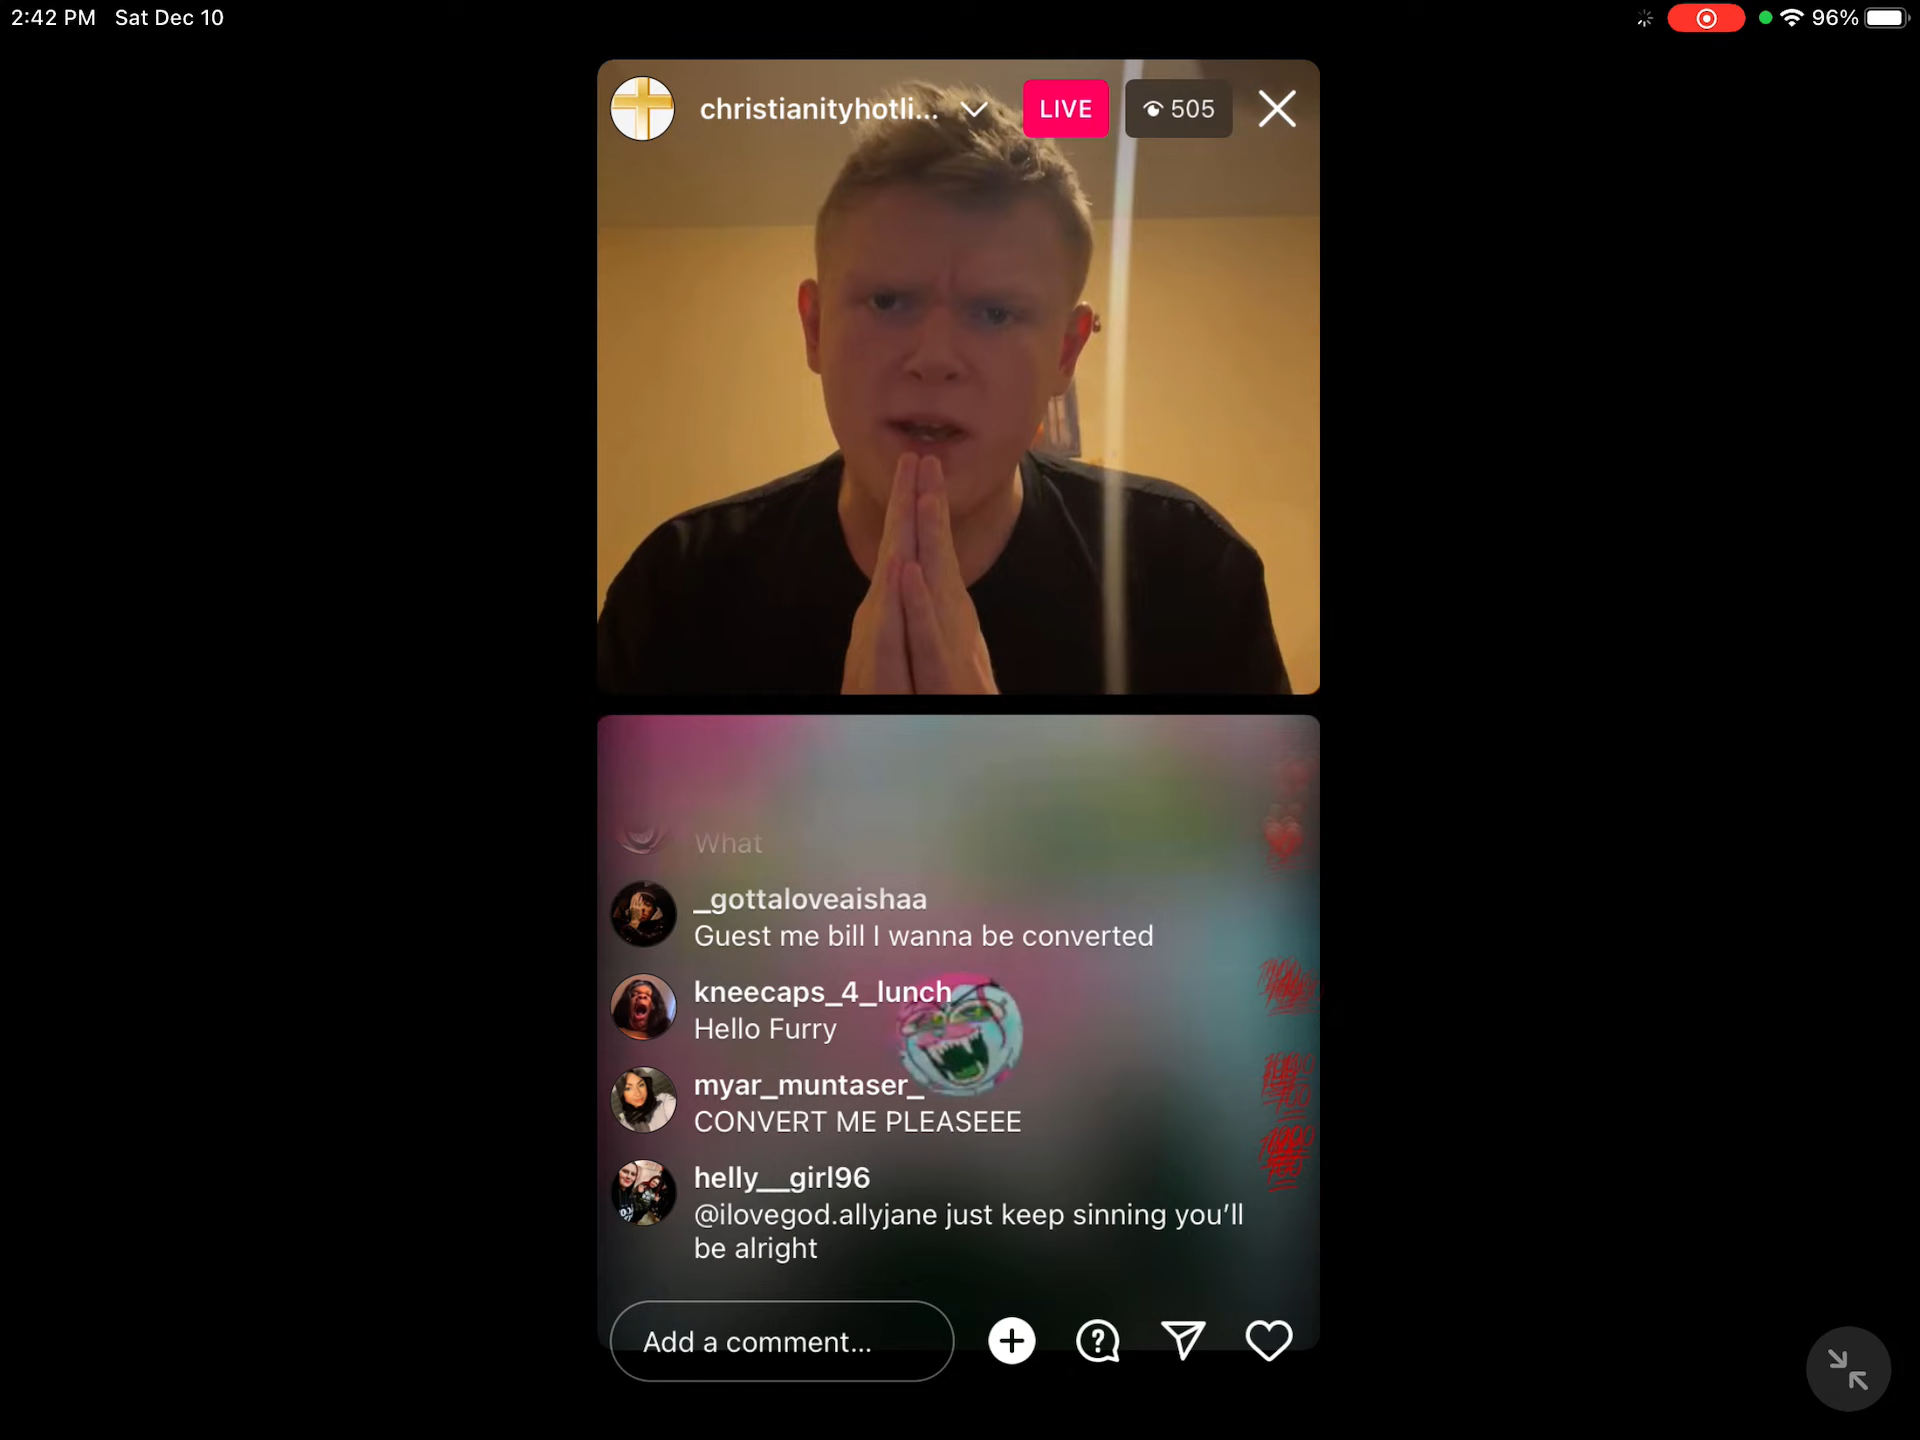 2:42 PM Sat Dec 10
96%
christianityhotli...
LIVE
505
What
_gottaloveaishaa
Guest me bill I wanna be converted
kneecaps_4_lunch
Hello Furry
myar_muntaser_
CONVERT ME PLEASEEE
helly__girl96
@ilovegod.allyjane just keep sinning you’ll
be alright
Add a comment...